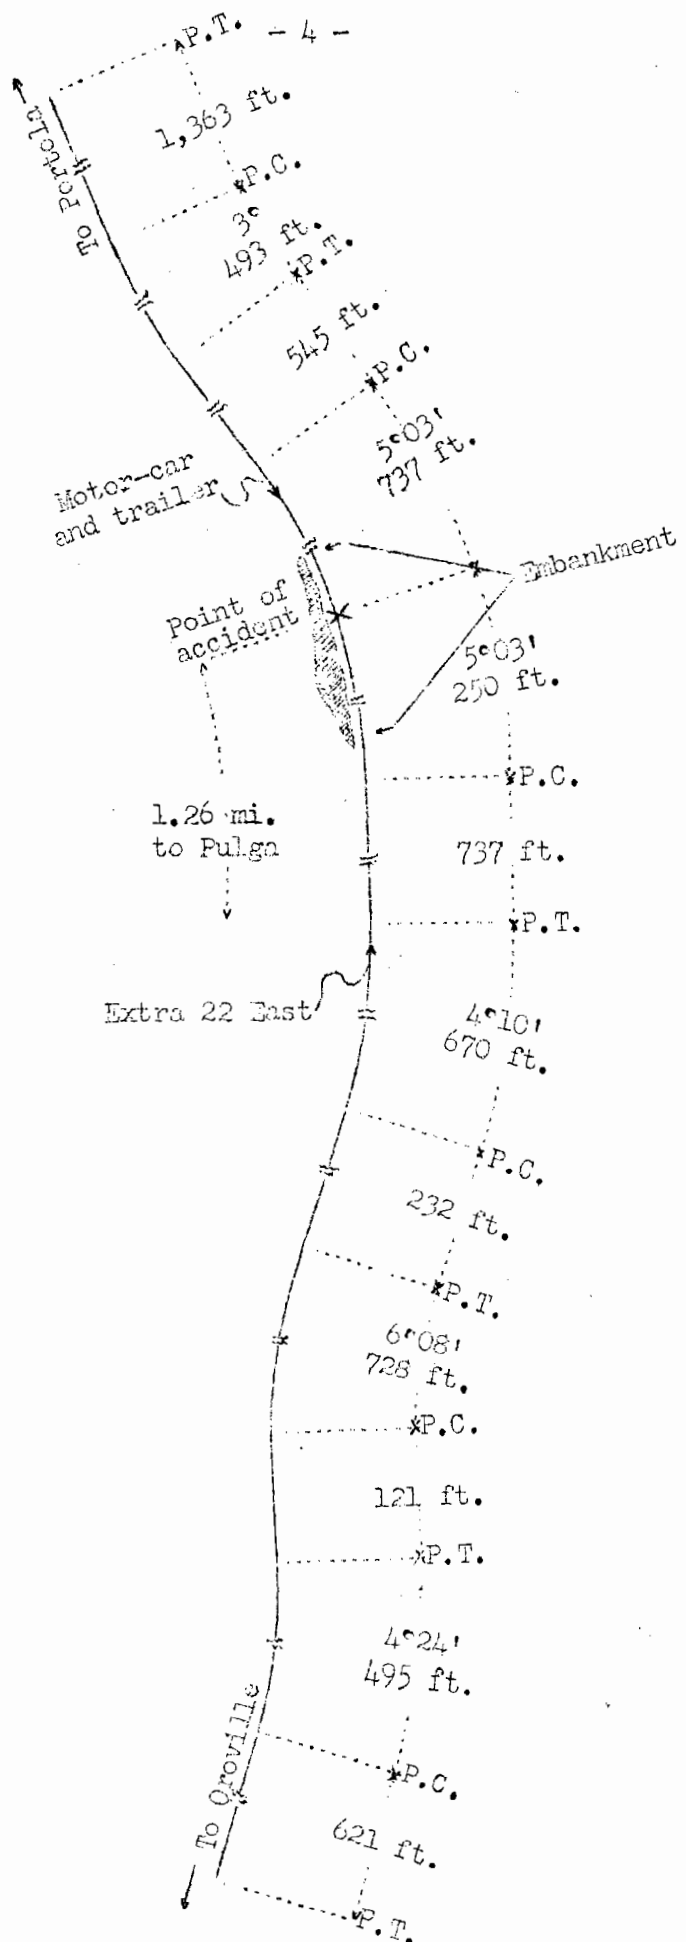 P.T. - 4 -
1,363 ft.
To Portola
P.C.
3°
493 ft.
P.T.
545 ft.
P.C.
5°03'
737 ft.
Motor-car
and trailer
Embankment
Point of
accident
5°03'
250 ft.
P.C.
1.26 mi.
to Pulga
737 ft.
P.T.
Extra 22 East
4°10'
670 ft.
P.C.
232 ft.
P.T.
6°08'
728 ft.
P.C.
121 ft.
P.T.
4°24'
495 ft.
To Oroville
P.C.
621 ft.
P.T.